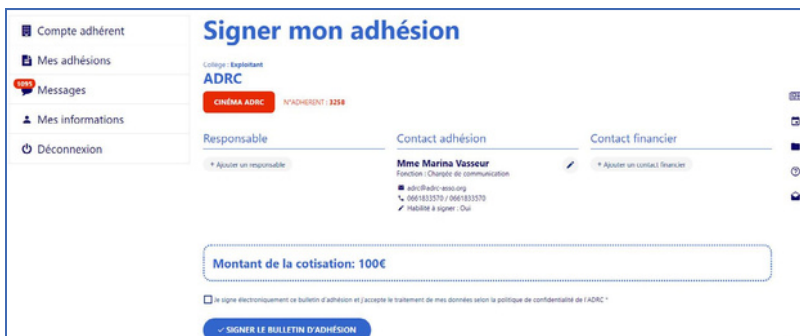 Compte adhérent
Mes adhésions
1095
Messages
Mes informations
Déconnexion
Signer mon adhésion
Collège : Exploitant
ADRC
CINÉMA ADRC
N°ADHERENT : 3258
Responsable
+ Ajouter un responsable
Contact adhésion
Mme Marina Vasseur
Fonction : Chargée de communication
adrc@adrc-asso.org
0661833570 / 0661833570
Habilité à signer : Oui
Contact financier
+ Ajouter un contact financier
Montant de la cotisation: 100€
Je signe électroniquement ce bulletin d'adhésion et j'accepte le traitement de mes données selon la politique de confidentialité de l'ADRC *
SIGNER LE BULLETIN D'ADHÉSION